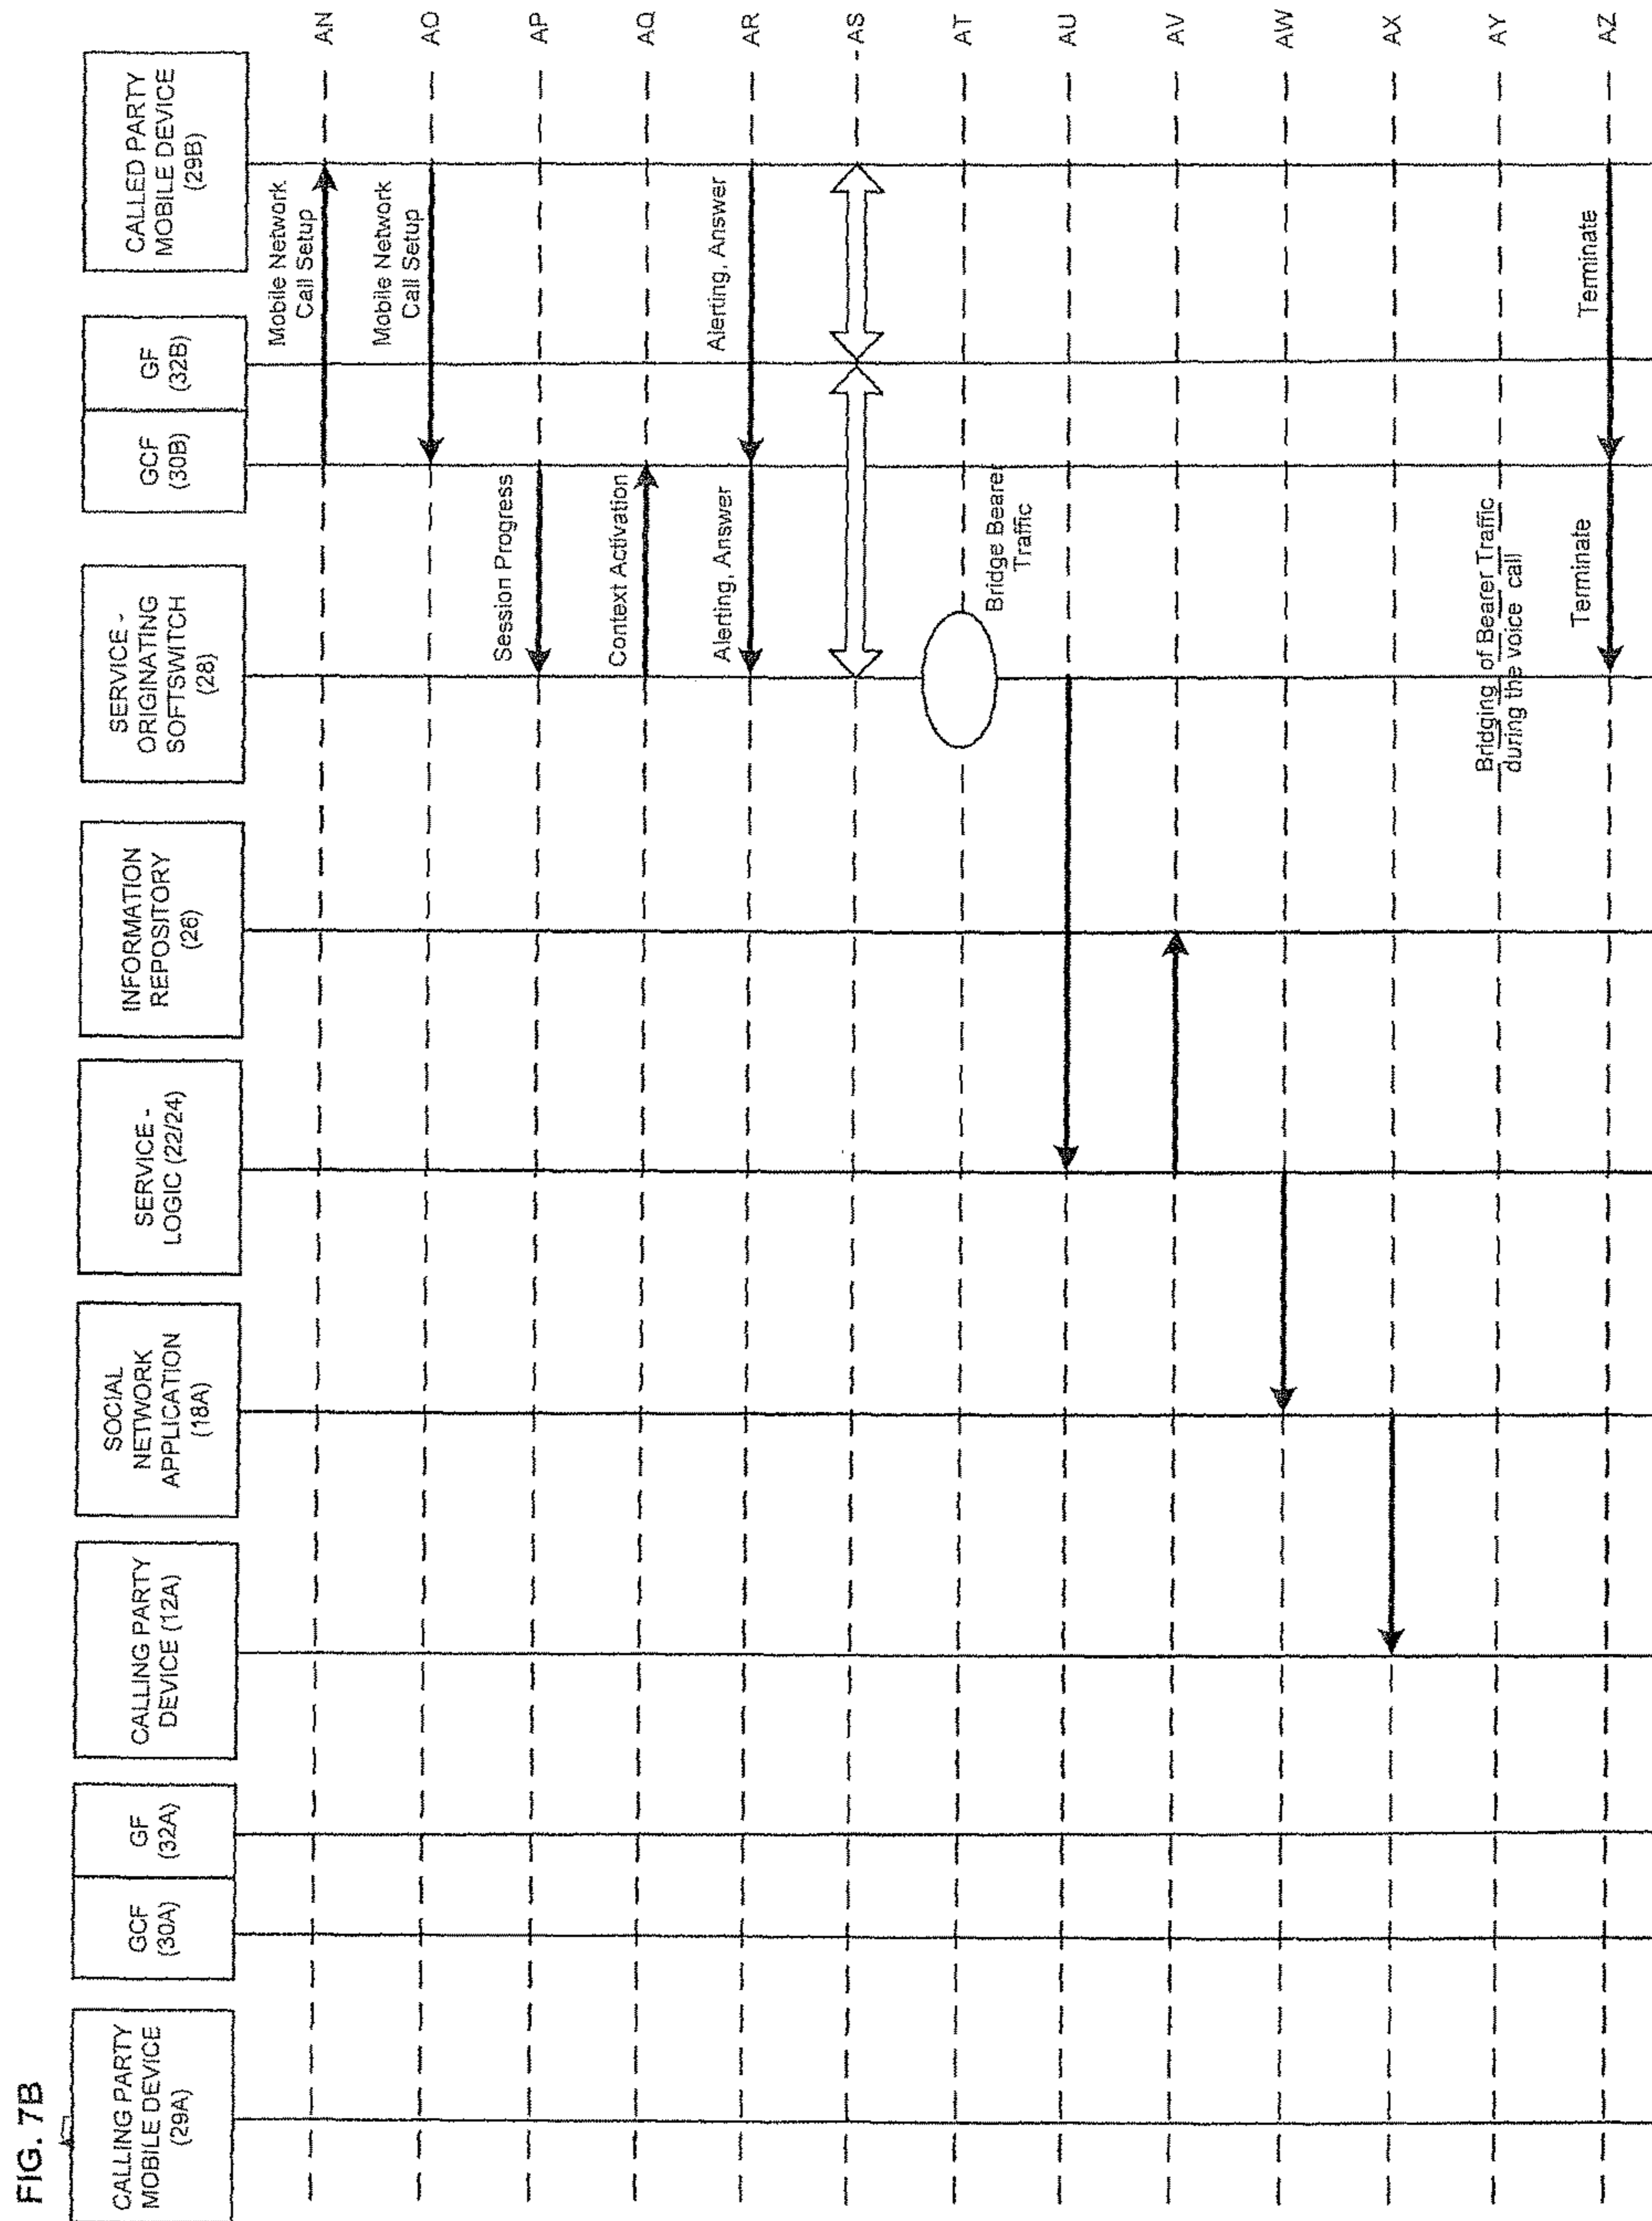 FIG. 7B
CALLING PARTY
MOBILE DEVICE
(29A)
GCF
(30A)
GF
(32A)
CALLING PARTY
DEVICE (12A)
SOCIAL
NETWORK
APPLICATION
(18A)
SERVICE -
LOGIC (22/24)
INFORMATION
REPOSITORY
(26)
SERVICE -
ORIGINATING
SOFTSWITCH
(28)
GCF
(30B)
GF
(32B)
CALLED PARTY
MOBILE DEVICE
(29B)
Mobile Network
Call Setup
AN
Mobile Network
Call Setup
AO
Session Progress
AP
Context Activation
AQ
Alerting, Answer
Alerting, Answer
AR
AS
Bridge Bearer
Traffic
AT
AU
AV
AW
AX
Bridging of Bearer Traffic
during the voice call
AY
Terminate
Terminate
AZ